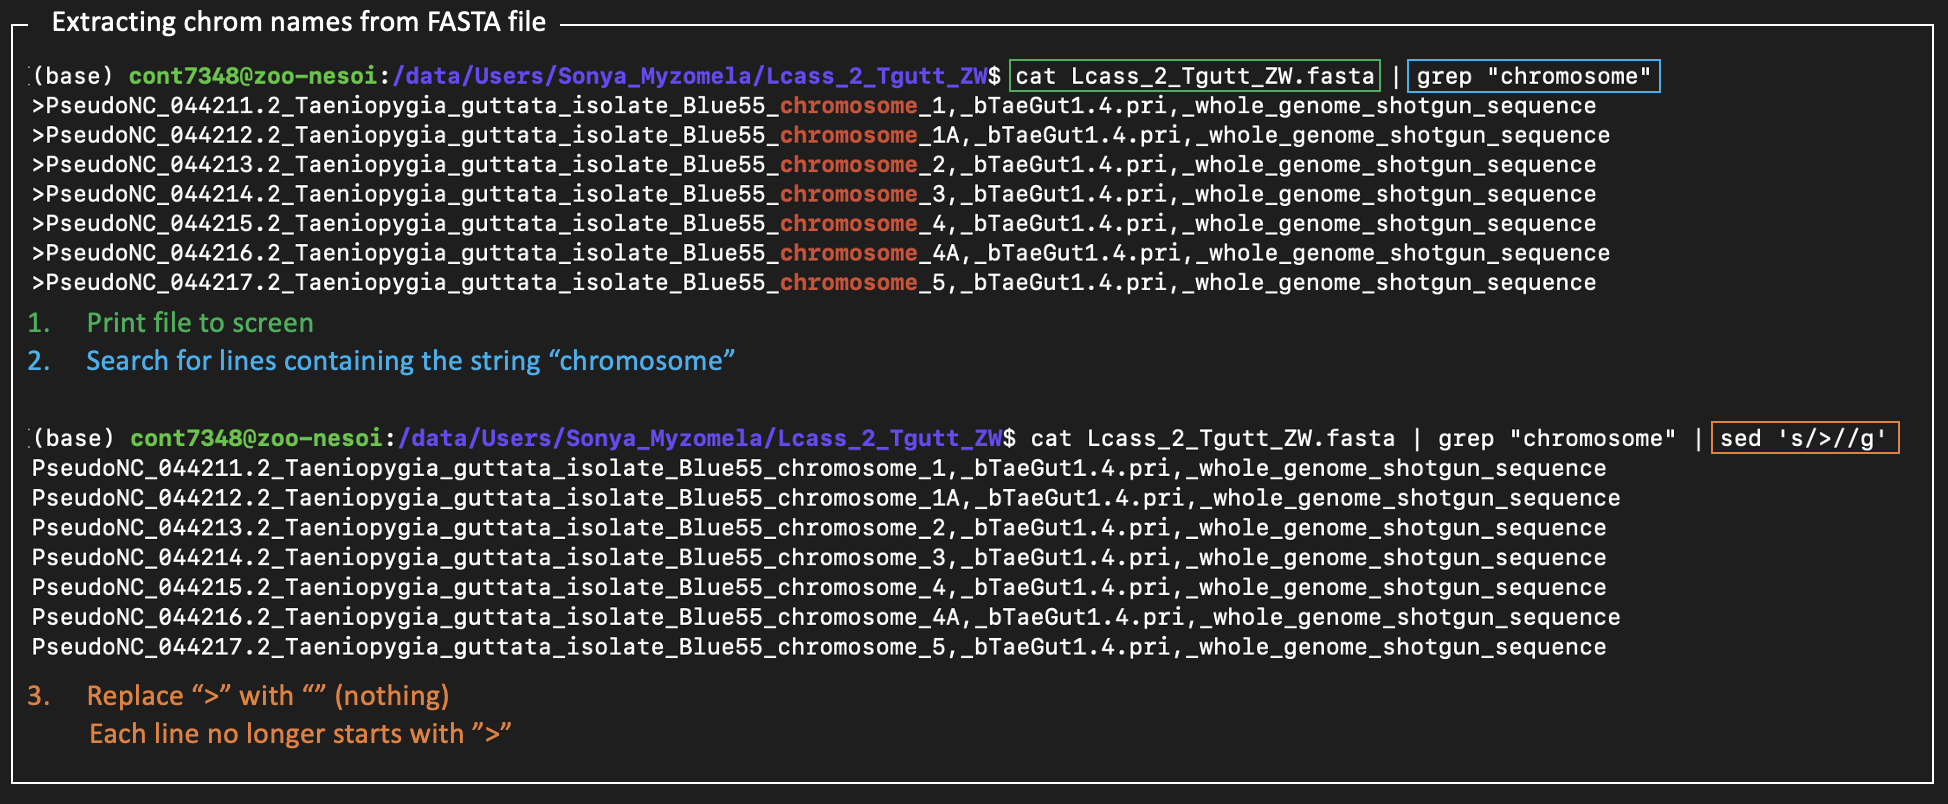 Extracting chrom names from FASTA file
(base) cont7348@zoo-nesoi:/data/Users/Sonya_Myzomela/Lcass_2_Tgutt_ZW$ cat Lcass_2_Tgutt_ZW.fasta | grep "chromosome"
>PseudoNC_044211.2_Taeniopygia_guttata_isolate_Blue55_chromosome_1,_bTaeGut1.4.pri,_whole_genome_shotgun_sequence
>PseudoNC_044212.2_Taeniopygia_guttata_isolate_Blue55_chromosome_1A,_bTaeGut1.4.pri,_whole_genome_shotgun_sequence
>PseudoNC_044213.2_Taeniopygia_guttata_isolate_Blue55_chromosome_2,_bTaeGut1.4.pri,_whole_genome_shotgun_sequence
>PseudoNC_044214.2_Taeniopygia_guttata_isolate_Blue55_chromosome_3,_bTaeGut1.4.pri,_whole_genome_shotgun_sequence
>PseudoNC_044215.2_Taeniopygia_guttata_isolate_Blue55_chromosome_4,_bTaeGut1.4.pri,_whole_genome_shotgun_sequence
>PseudoNC_044216.2_Taeniopygia_guttata_isolate_Blue55_chromosome_4A,_bTaeGut1.4.pri,_whole_genome_shotgun_sequence
>PseudoNC_044217.2_Taeniopygia_guttata_isolate_Blue55_chromosome_5,_bTaeGut1.4.pri,_whole_genome_shotgun_sequence
1. Print file to screen
2. Search for lines containing the string “chromosome”
(base) cont7348@zoo-nesoi:/data/Users/Sonya_Myzomela/Lcass_2_Tgutt_ZW$ cat Lcass_2_Tgutt_ZW.fasta | grep "chromosome" | sed 's/>//g'
PseudoNC_044211.2_Taeniopygia_guttata_isolate_Blue55_chromosome_1,_bTaeGut1.4.pri,_whole_genome_shotgun_sequence
PseudoNC_044212.2_Taeniopygia_guttata_isolate_Blue55_chromosome_1A,_bTaeGut1.4.pri,_whole_genome_shotgun_sequence
PseudoNC_044213.2_Taeniopygia_guttata_isolate_Blue55_chromosome_2,_bTaeGut1.4.pri,_whole_genome_shotgun_sequence
PseudoNC_044214.2_Taeniopygia_guttata_isolate_Blue55_chromosome_3,_bTaeGut1.4.pri,_whole_genome_shotgun_sequence
PseudoNC_044215.2_Taeniopygia_guttata_isolate_Blue55_chromosome_4,_bTaeGut1.4.pri,_whole_genome_shotgun_sequence
PseudoNC_044216.2_Taeniopygia_guttata_isolate_Blue55_chromosome_4A,_bTaeGut1.4.pri,_whole_genome_shotgun_sequence
PseudoNC_044217.2_Taeniopygia_guttata_isolate_Blue55_chromosome_5,_bTaeGut1.4.pri,_whole_genome_shotgun_sequence
3. Replace “>” with “” (nothing)
Each line no longer starts with ”>”